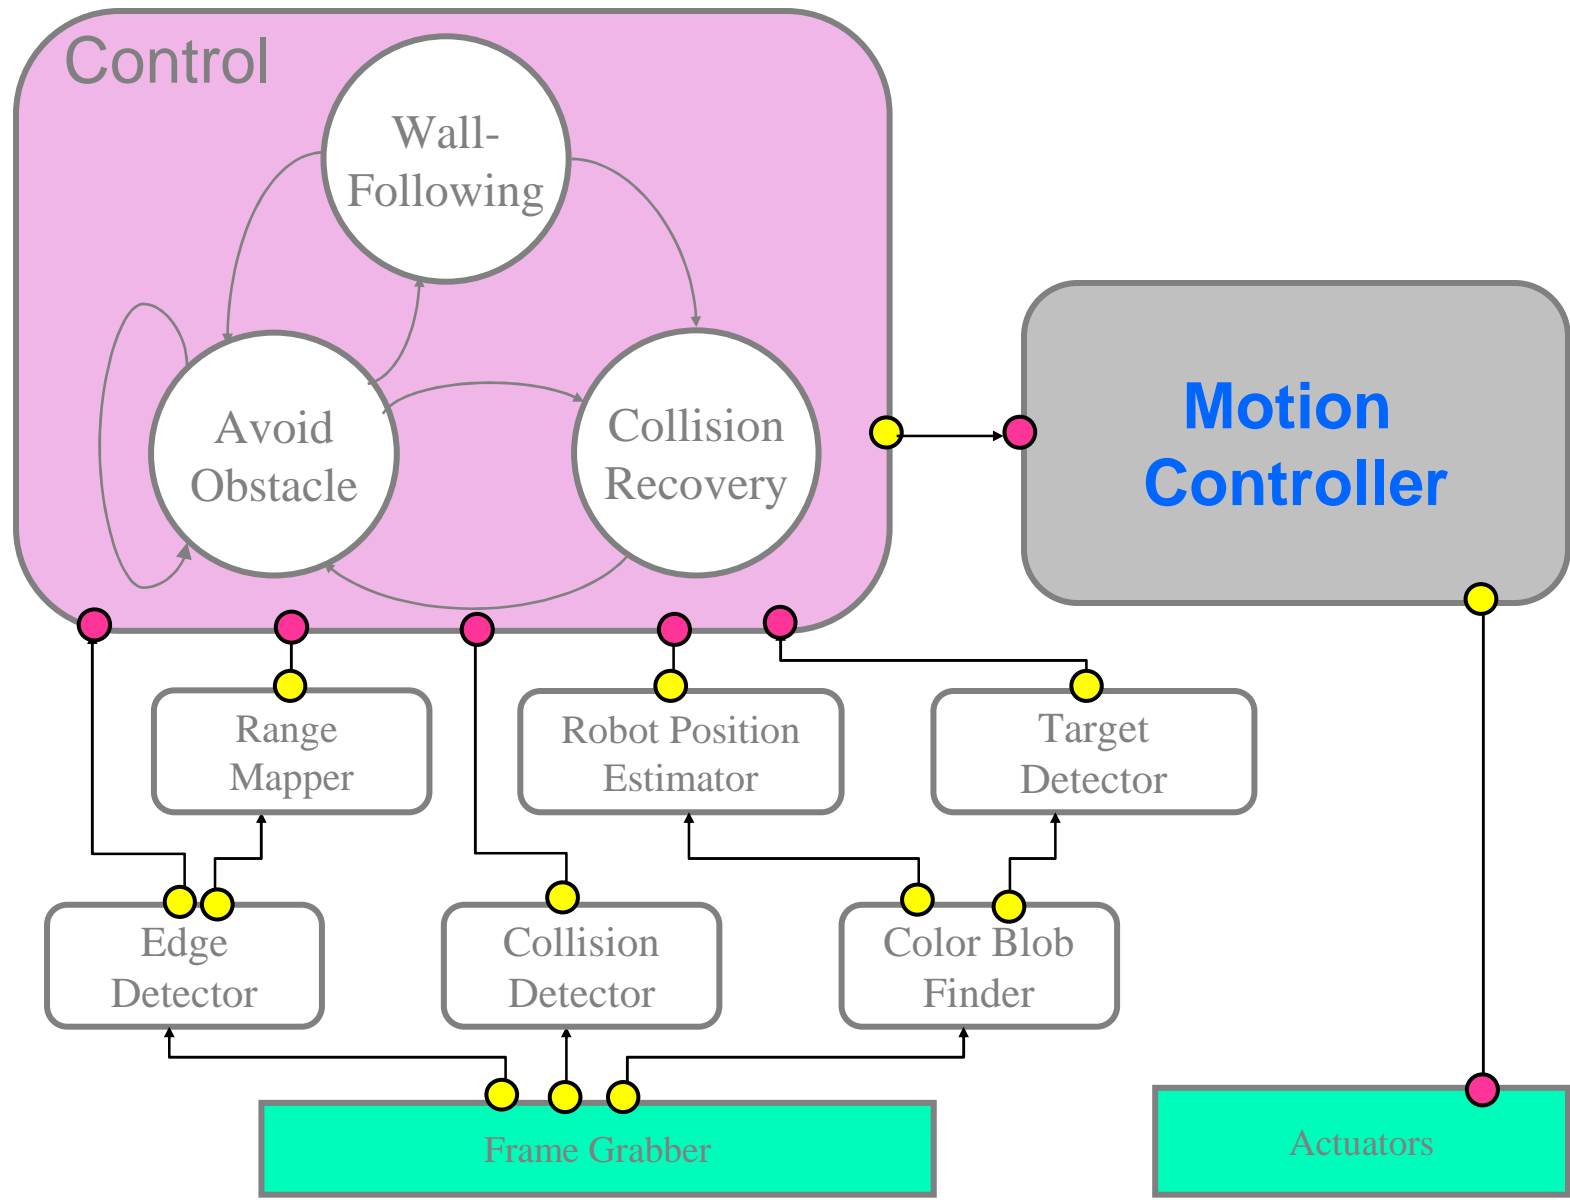 Control
Wall-
Following
Avoid
Obstacle
Collision
Recovery
Motion
Controller
Range
Mapper
Robot Position
Estimator
Target
Detector
Edge
Detector
Collision
Detector
Color Blob
Finder
Frame Grabber
Actuators